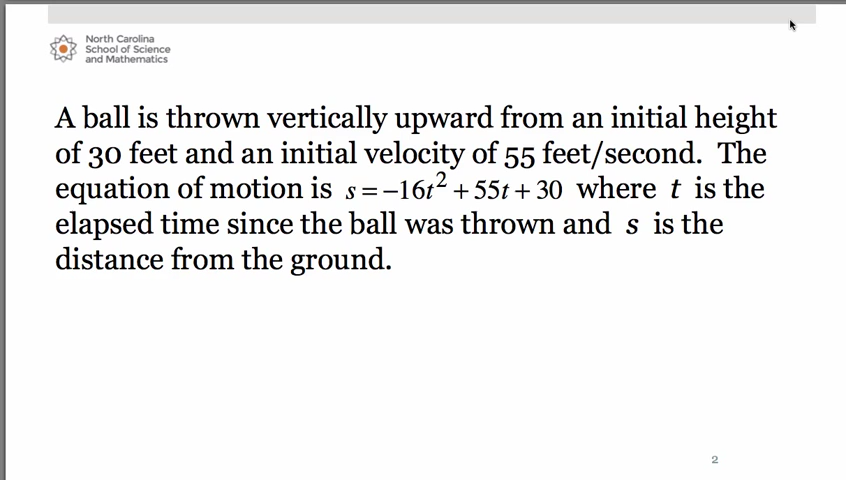 North Carolina
School of Science
and Mathematics
A ball is thrown vertically upward from an initial height
of 30 feet and an initial velocity of 55 feet/second. The
equation of motion is s = −16t² + 55t + 30 where t is the
elapsed time since the ball was thrown and s is the
distance from the ground.
2